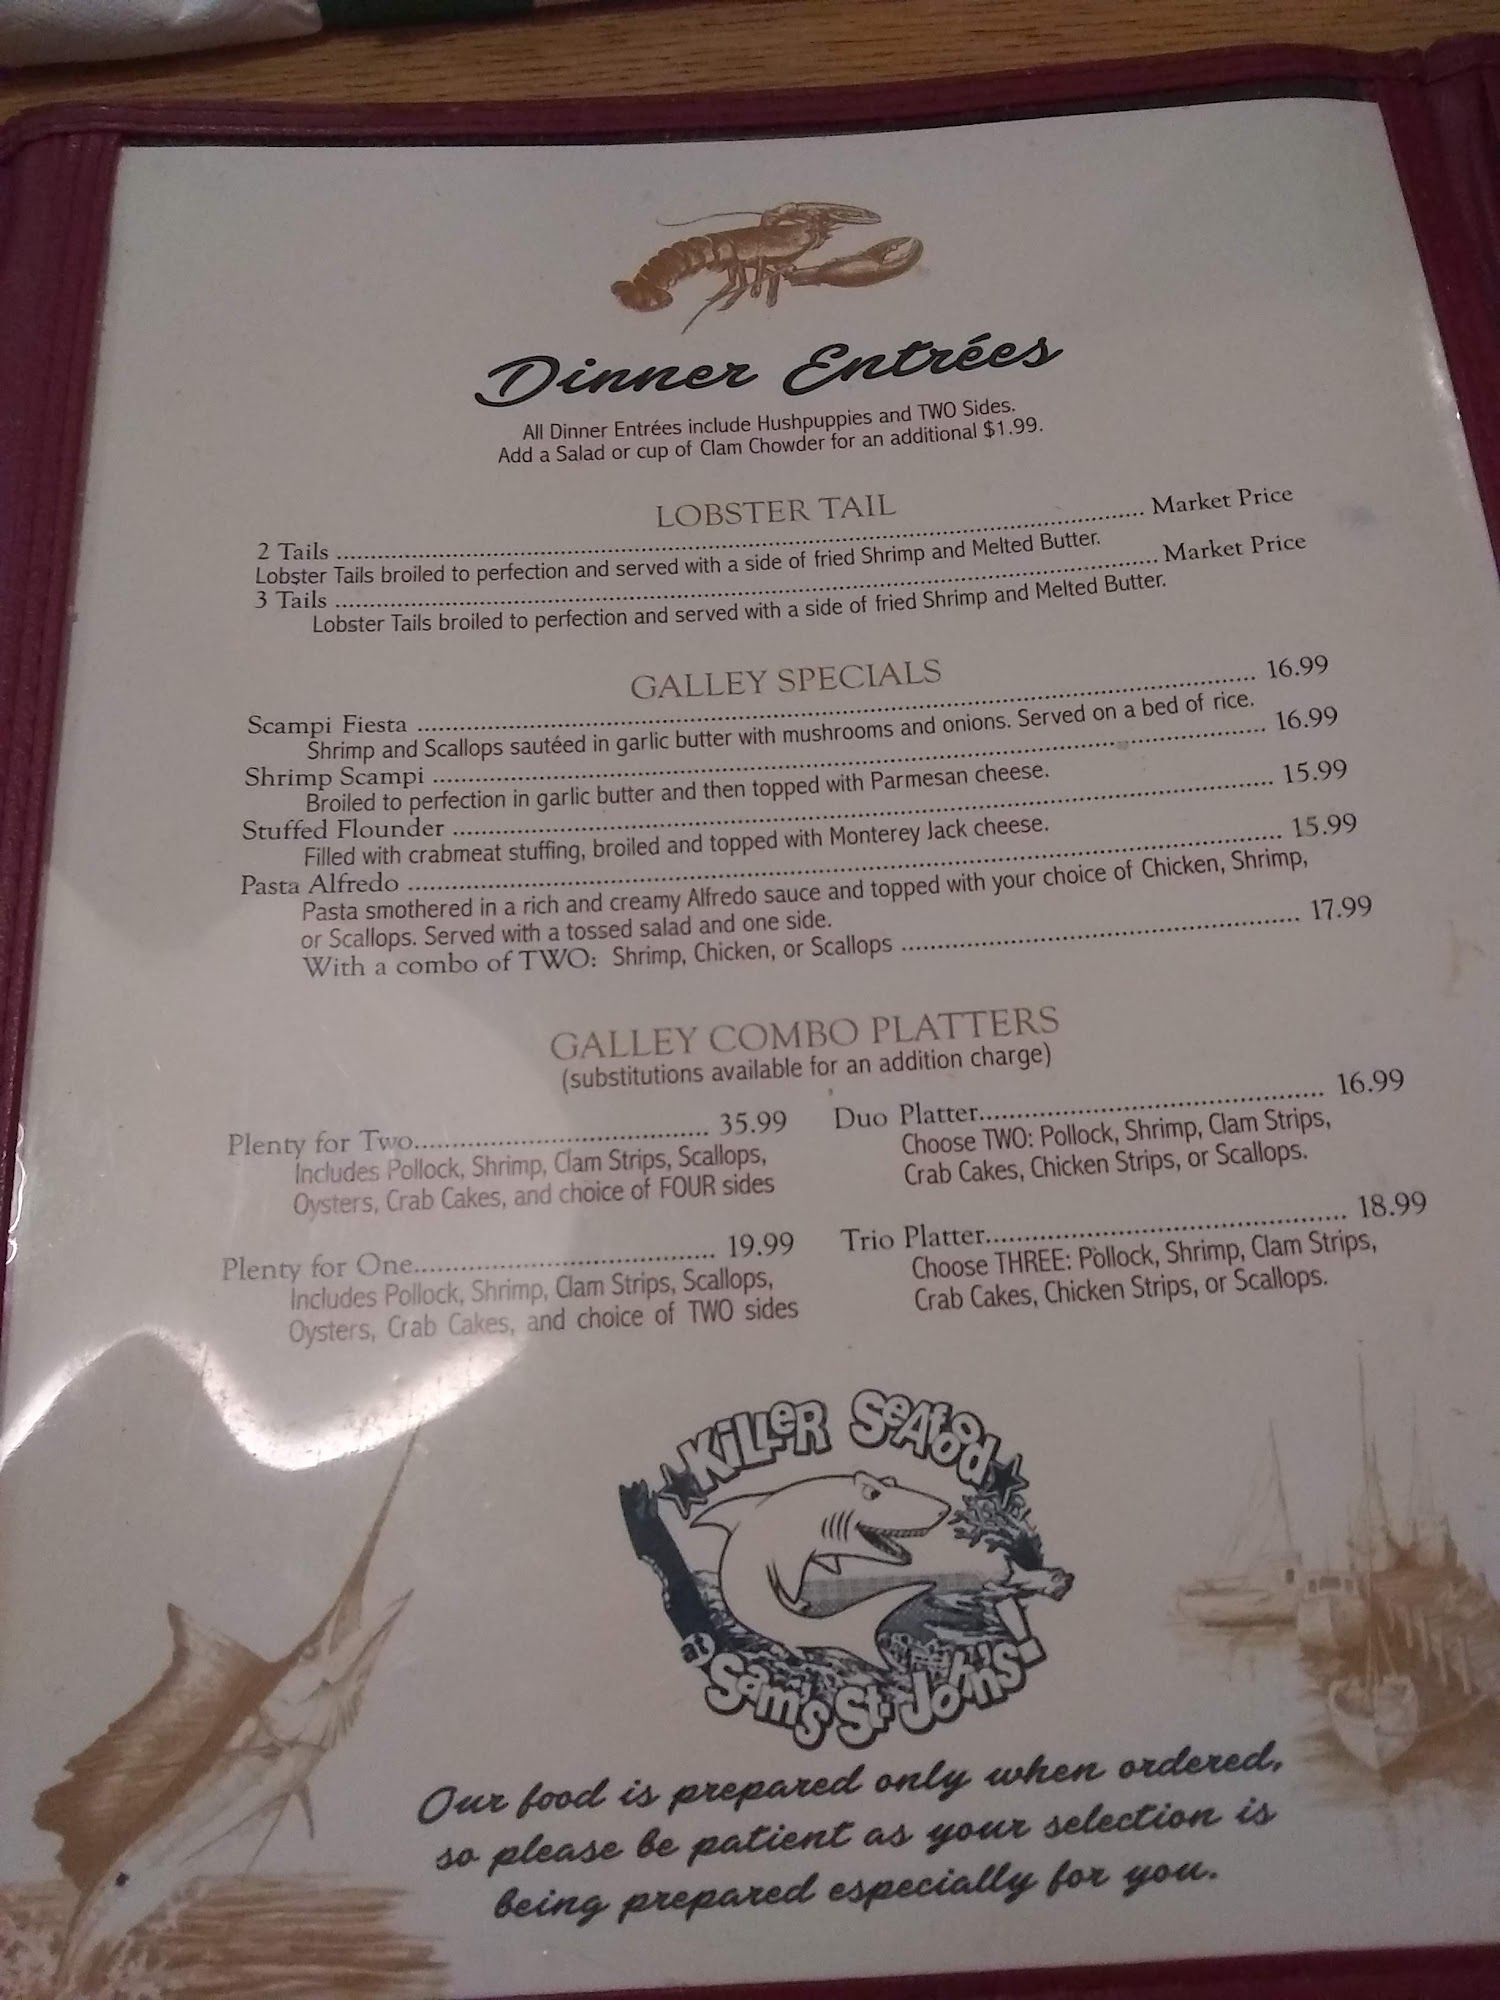 Dinner Entrées
All Dinner Entrées include Hushpuppies and TWO Sides.
Add a Salad or cup of Clam Chowder for an additional $1.99.
LOBSTER TAIL
2 Tails ........ Market Price
Lobster Tails broiled to perfection and served with a side of fried Shrimp and Melted Butter.
3 Tails ........ Market Price
Lobster Tails broiled to perfection and served with a side of fried Shrimp and Melted Butter.
GALLEY SPECIALS
Scampi Fiesta ........ 16.99
Shrimp and Scallops sautéed in garlic butter with mushrooms and onions. Served on a bed of rice.
Shrimp Scampi ........ 16.99
Broiled to perfection in garlic butter and then topped with Parmesan cheese.
Stuffed Flounder ........ 15.99
Filled with crabmeat stuffing, broiled and topped with Monterey Jack cheese.
Pasta Alfredo ........ 15.99
Pasta smothered in a rich and creamy Alfredo sauce and topped with your choice of Chicken, Shrimp,
or Scallops. Served with a tossed salad and one side.
With a combo of TWO: Shrimp, Chicken, or Scallops ........ 17.99
GALLEY COMBO PLATTERS
(substitutions available for an addition charge)
Plenty for Two........ 35.99
Includes Pollock, Shrimp, Clam Strips, Scallops,
Oysters, Crab Cakes, and choice of FOUR sides
Plenty for One........ 19.99
Includes Pollock, Shrimp, Clam Strips, Scallops,
Oysters, Crab Cakes, and choice of TWO sides
Duo Platter........ 16.99
Choose TWO: Pollock, Shrimp, Clam Strips,
Crab Cakes, Chicken Strips, or Scallops.
Trio Platter........ 18.99
Choose THREE: Pollock, Shrimp, Clam Strips,
Crab Cakes, Chicken Strips, or Scallops.
KiLLeR SeAfood
at Sam's St. John's!
Our food is prepared only when ordered,
so please be patient as your selection is
being prepared especially for you.